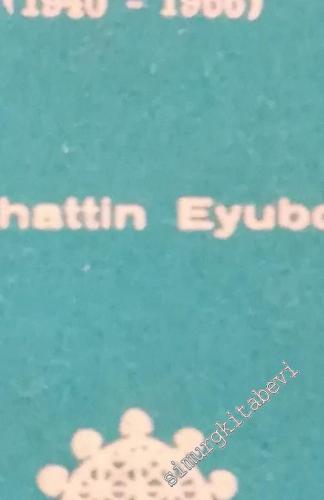 (1940 - 1966)
hattin Eyubo
simurgkitabevi